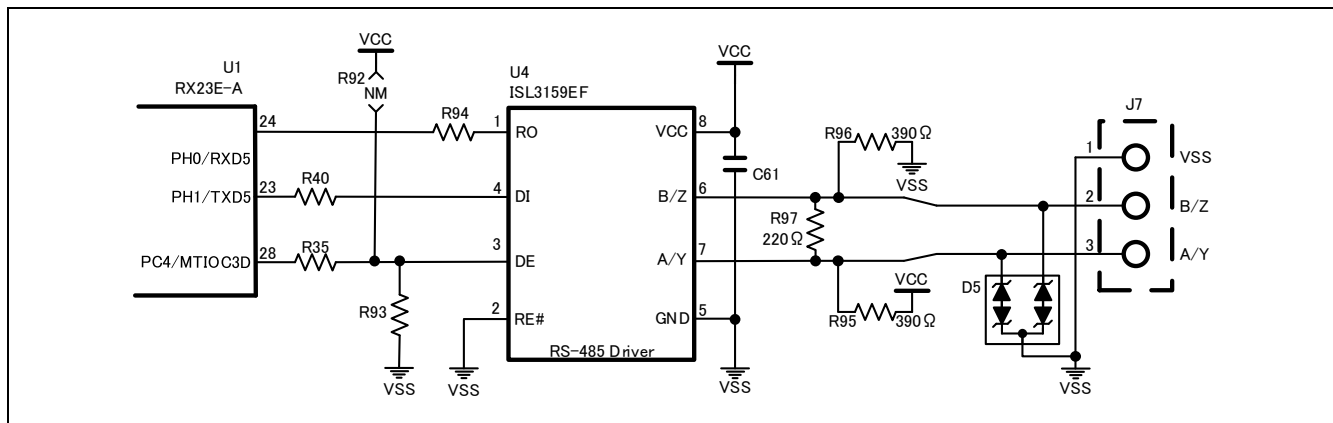 U1
RX23E-A
24
PH0/RXD5
23
PH1/TXD5
28
PC4/MTIOC3D
VCC
R92
NM
R94
R40
R35
R93
VSS
VSS
U4
ISL3159EF
1
RO
4
DI
3
DE
2
RE#
VCC
8
B/Z
6
A/Y
7
GND
5
RS-485 Driver
VCC
C61
VSS
R96
390Ω
VSS
R97
220Ω
VCC
R95
390Ω
D5
J7
1
VSS
2
B/Z
3
A/Y
VSS